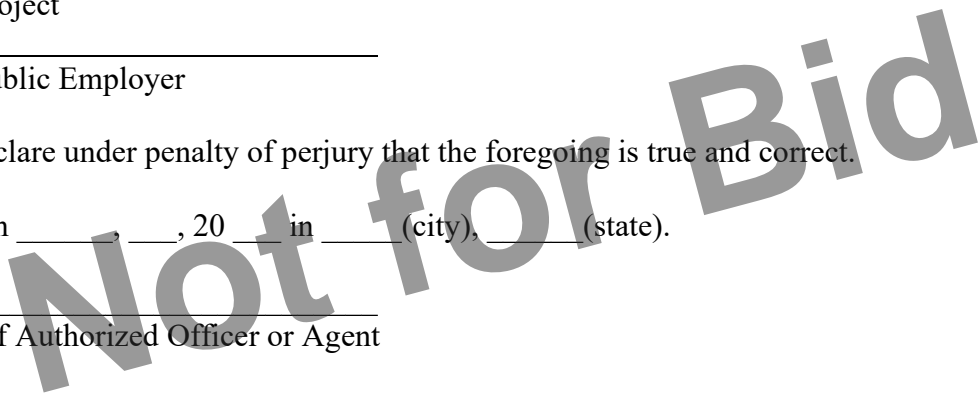 oject
blic Employer
clare under penalty of perjury that the foregoing is true and correct.
n ______, ___, 20 ___ in _____(city),______(state).
f Authorized Officer or Agent
Not for Bid